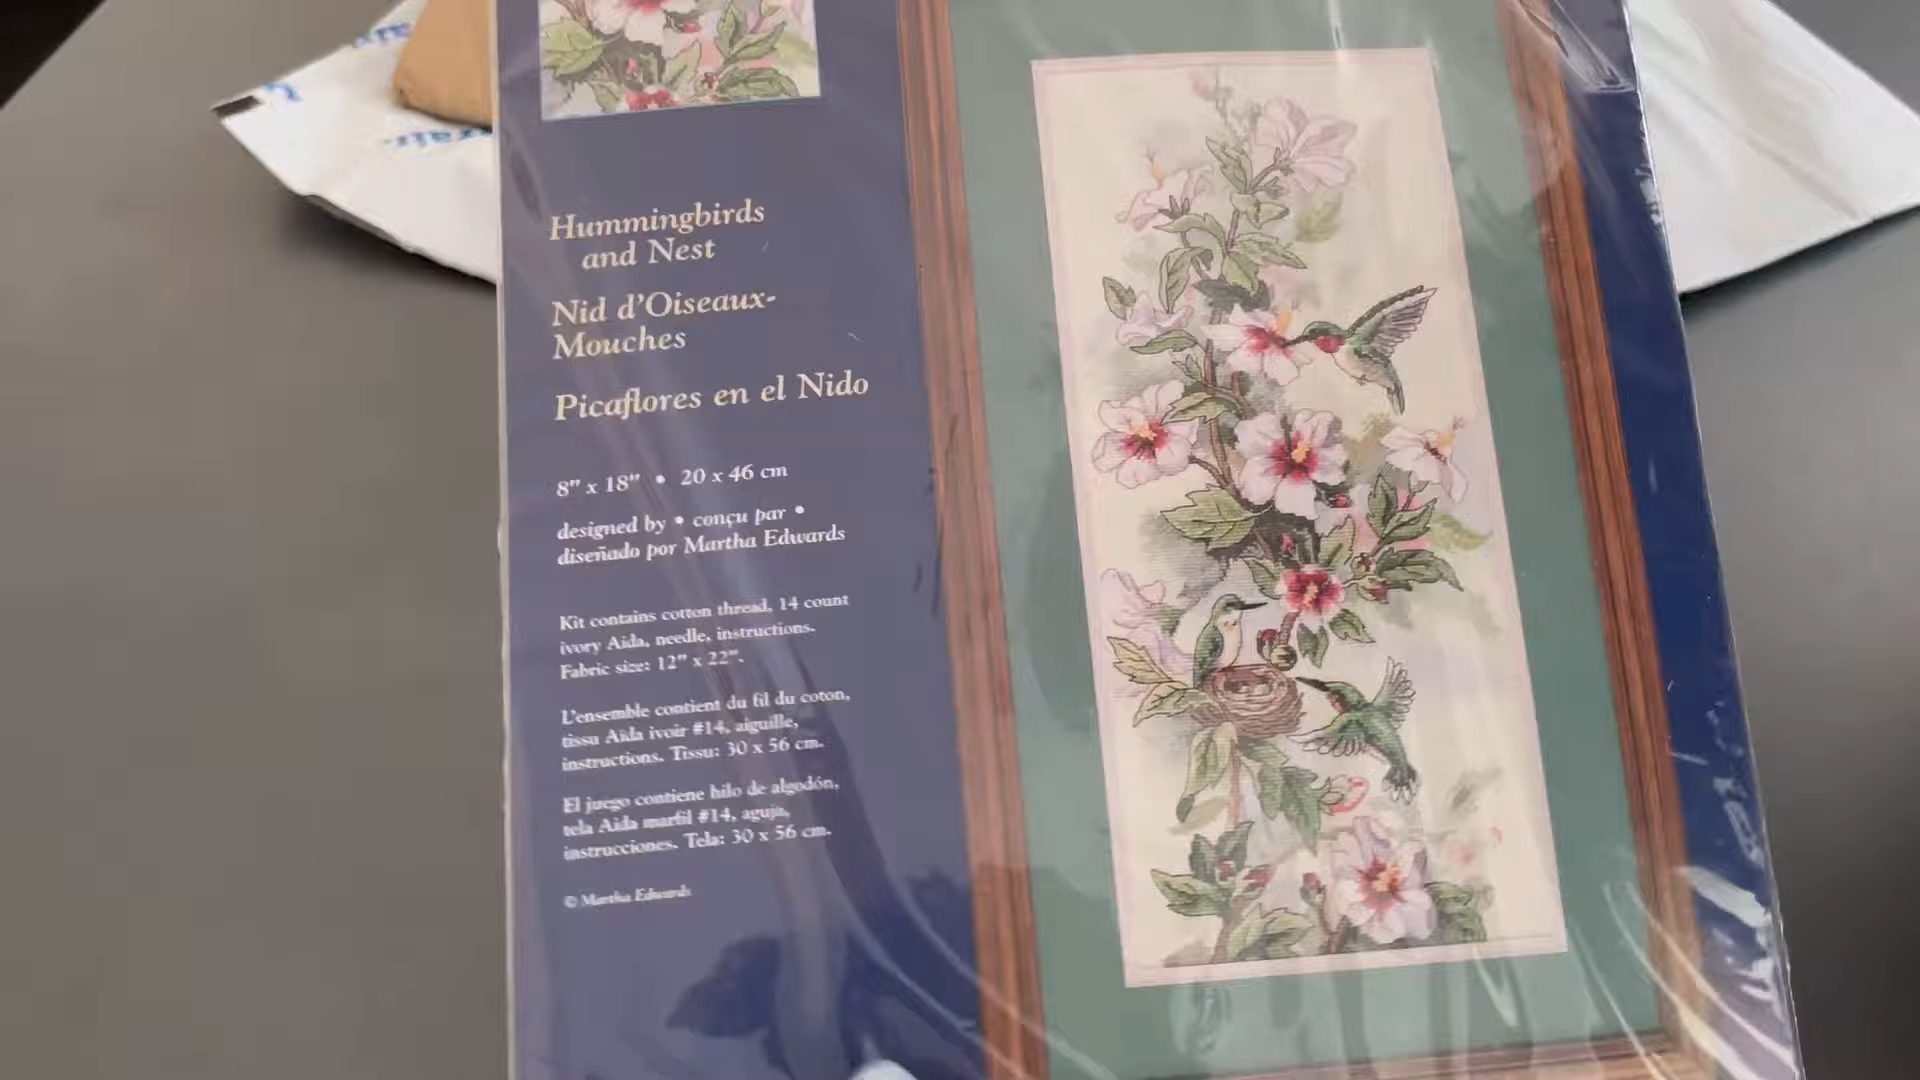 Hummingbirds
and Nest
Nid d'Oiseaux-
Mouches
Picaflores en el Nido
8" x 18" • 20 x 46 cm
designed by • conçu par •
diseñado por Martha Edwards
Kit contains cotton thread, 14 count
ivory Aida, needle, instructions.
Fabric size: 12" x 22".
L'ensemble contient du fil du coton,
tissu Aida ivoir #14, aiguille,
instructions. Tissu: 30 x 56 cm.
El juego contiene hilo de algodón,
tela Aida marfil #14, aguja,
instrucciones. Tela: 30 x 56 cm.
© Martha Edwards